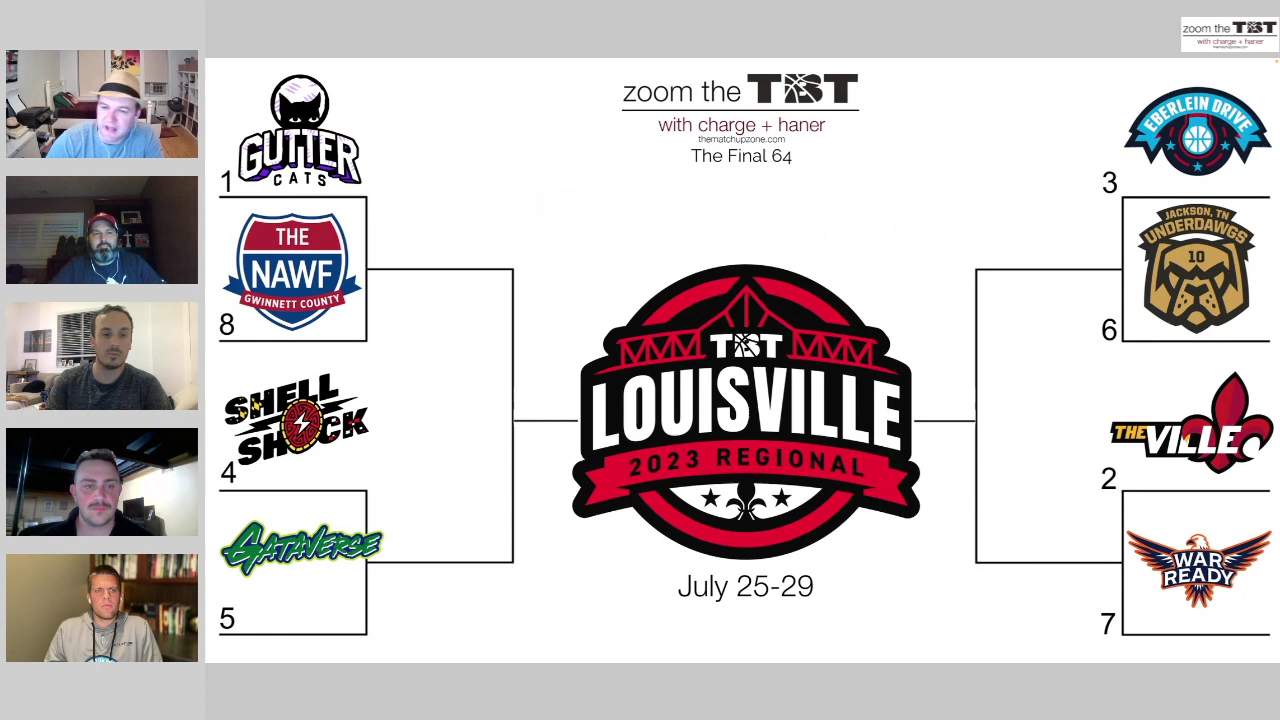 zoom the TBT
with charge + haner
thematchupzone.com
zoom the TBT
with charge + haner
thematchupzone.com
The Final 64
GUTTER
CATS
1
THE
NAWF
GWINNETT COUNTY
8
SHELL
SHOCK
4
GATAVERSE
5
TBT
LOUISVILLE
2023 REGIONAL
July 25-29
EBERLEIN DRIVE
3
JACKSON, TN
UNDERDAWGS
10
6
THE VILLE
2
WAR
READY
7